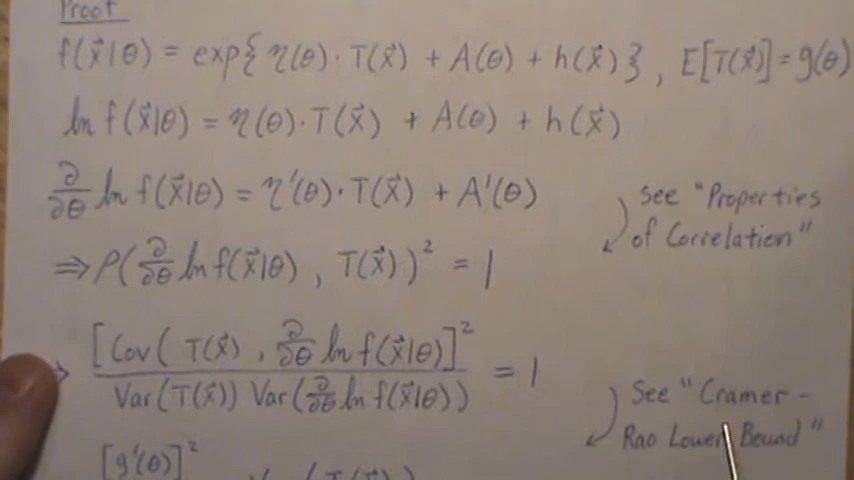 Proof
f(x⃗|θ) = exp{ η(θ)·T(x⃗) + A(θ) + h(x⃗) } , E[T(x⃗)] = g(θ)
ln f(x⃗|θ) = η(θ)·T(x⃗) + A(θ) + h(x⃗)
∂/∂θ ln f(x⃗|θ) = η'(θ)·T(x⃗) + A'(θ)
see "Properties
of Correlation"
⇒ ρ( ∂/∂θ ln f(x⃗|θ) , T(x⃗) )² = 1
[Cov( T(x⃗) , ∂/∂θ ln f(x⃗|θ)]² / Var(T(x⃗)) Var(∂/∂θ ln f(x⃗|θ)) = 1
See "Cramer-
Rao Lower Bound"
[g'(θ)]²